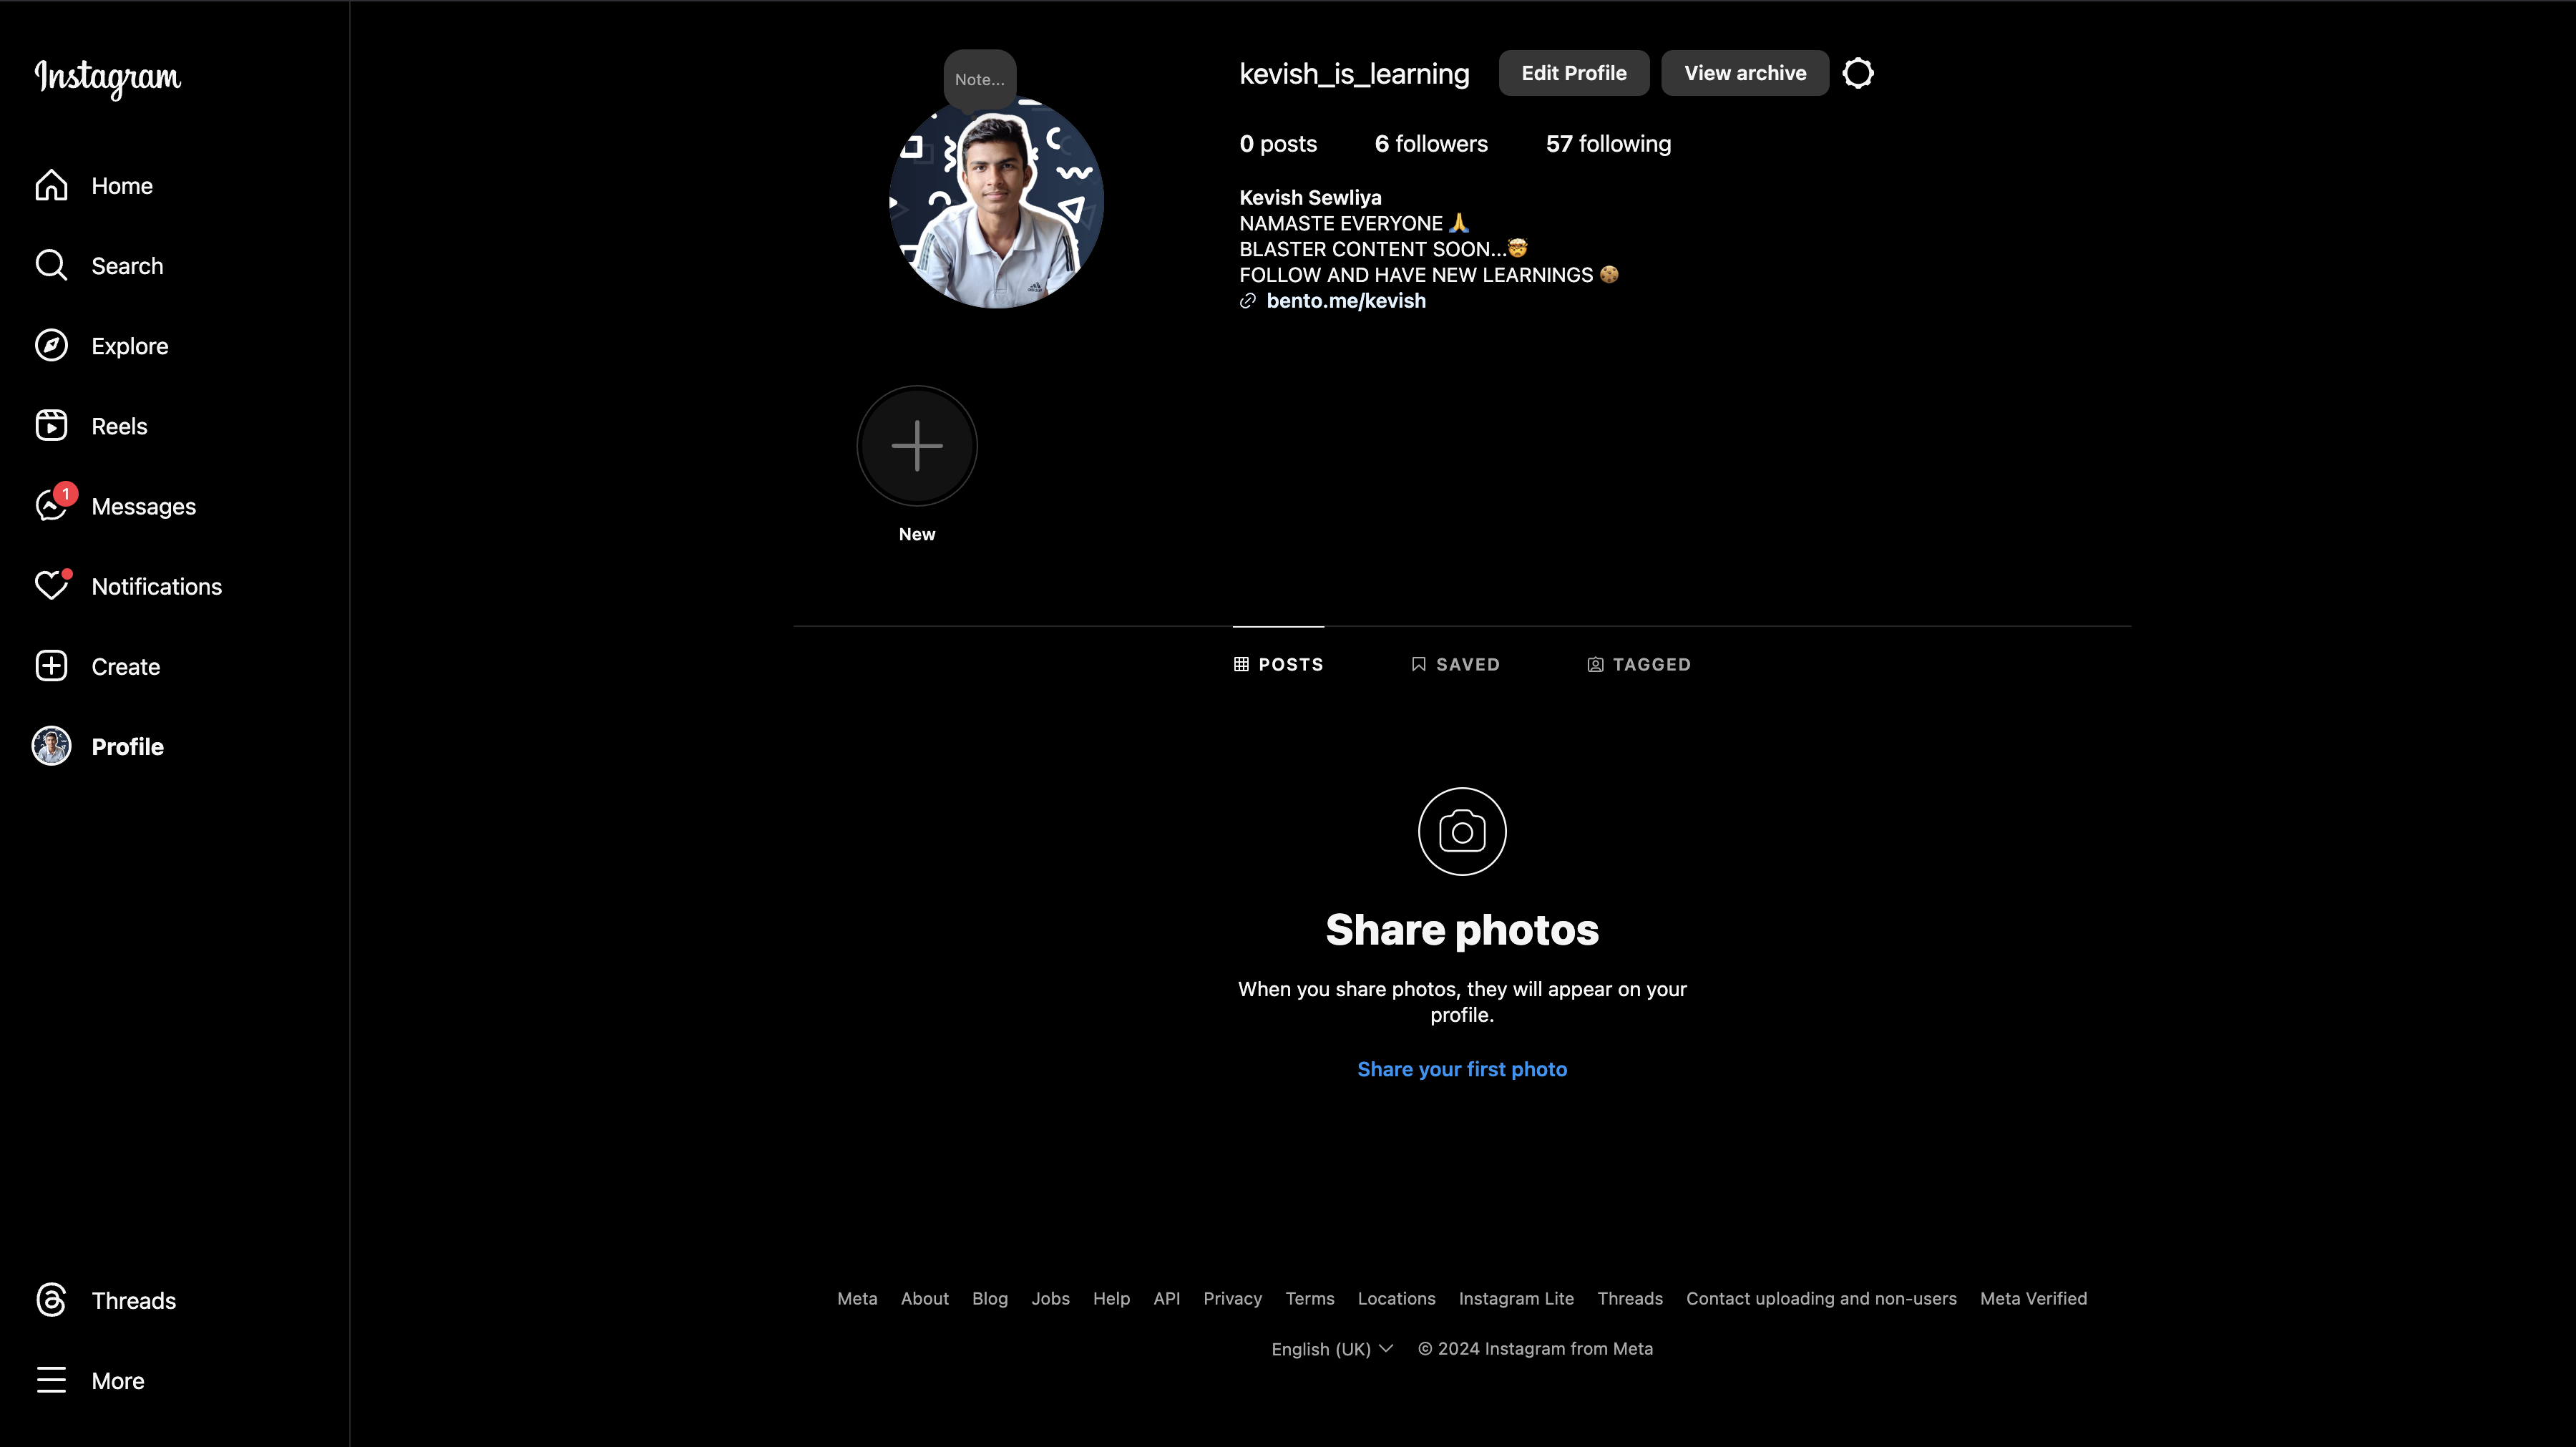 Instagram
Home
Search
Explore
Reels
1
Messages
Notifications
Create
Profile
Threads
More
Note...
kevish_is_learning
Edit Profile
View archive
0 posts
6 followers
57 following
Kevish Sewliya
NAMASTE EVERYONE 🙏
BLASTER CONTENT SOON...🤯
FOLLOW AND HAVE NEW LEARNINGS 🍪
bento.me/kevish
New
POSTS
SAVED
TAGGED
Share photos
When you share photos, they will appear on your
profile.
Share your first photo
Meta About Blog Jobs Help API Privacy Terms Locations Instagram Lite Threads Contact uploading and non-users Meta Verified
English (UK) © 2024 Instagram from Meta